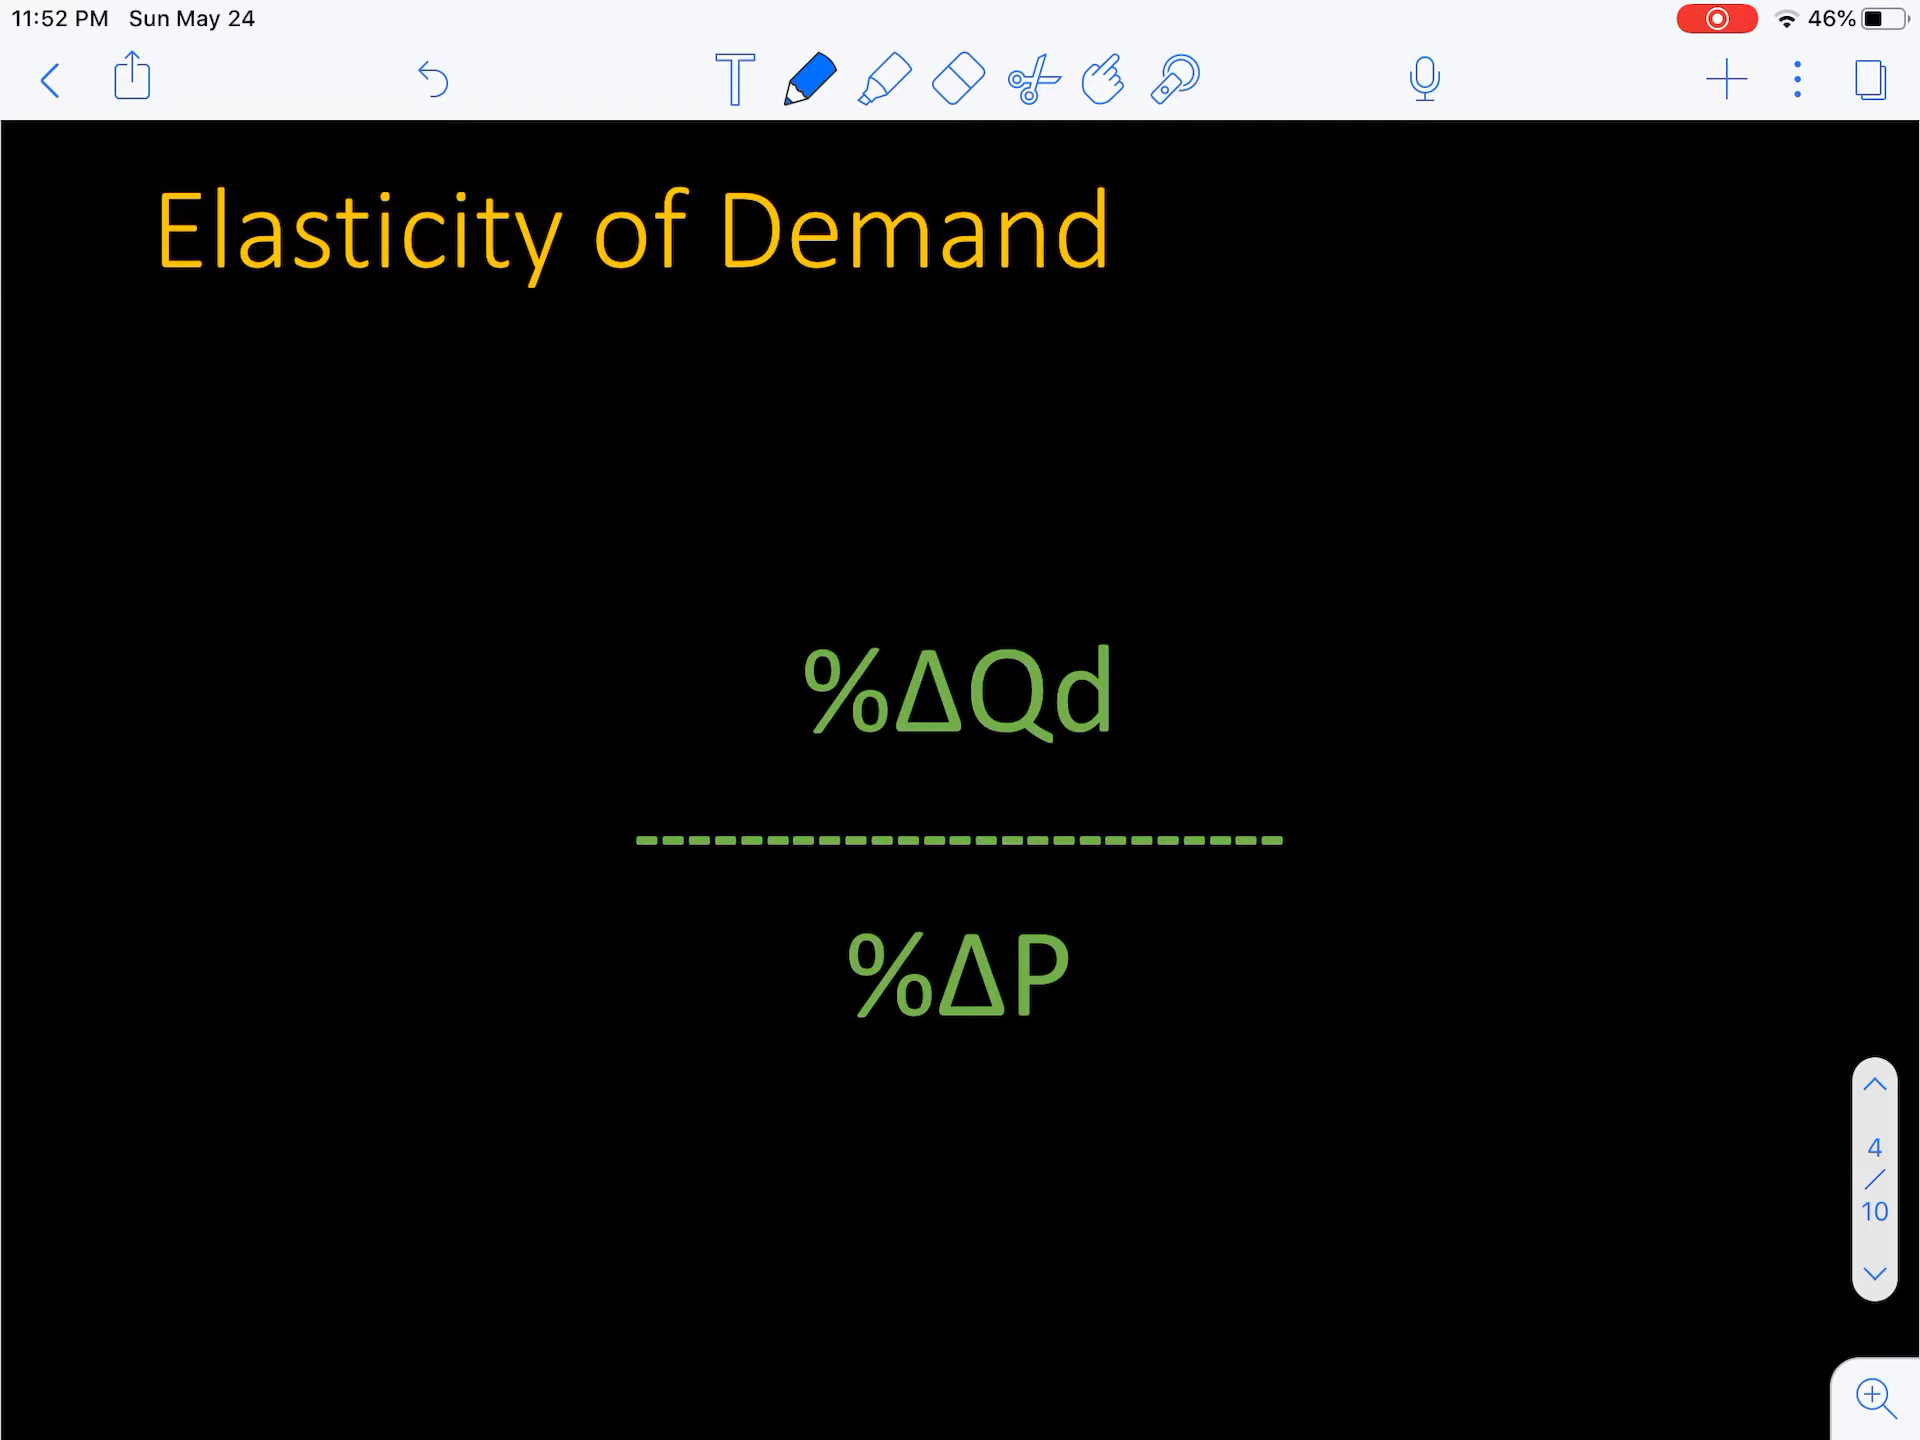 11:52 PM Sun May 24
46%
Elasticity of Demand
%ΔQd
-------------------------
%ΔP
4
/
10